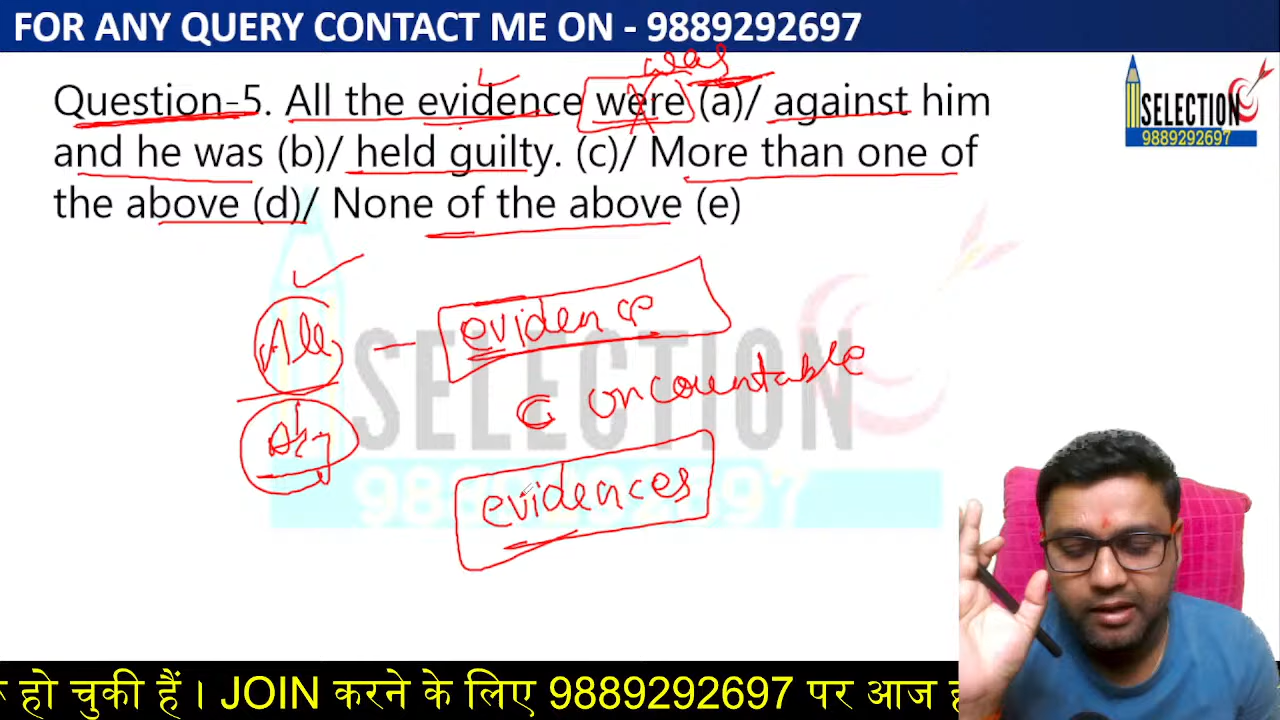 FOR ANY QUERY CONTACT ME ON - 9889292697
was
Question-5. All the evidence were (a)/ against him
and he was (b)/ held guilty. (c)/ More than one of
the above (d)/ None of the above (e)
SELECTION
9889292697
All - evidence
uncountable
evidences
SELECTION
9889292697
हो चुकी हैं । JOIN करने के लिए 9889292697 पर आज